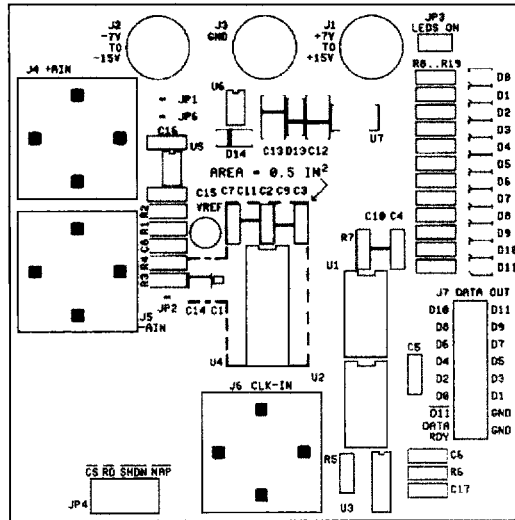 J2
-7V
TO
-15V
J3
GND
J1
+7V
TO
+15V
JP3
LEDS ON
J4 +AIN
R8..R19
D0
D1
D2
D3
D4
D5
D6
D7
D8
D9
D10
D11
JP1
JP6
C16
U5
U6
D14
C13 D13 C12
U7
AREA = 0.5 IN2
C15
VREF
C7 C11 C2 C9 C3
R2
R1
C8
R4
R3
JP2
C14 C1
U4
U2
C10 C4
R7
U1
J5
-AIN
J7 DATA OUT
D10 D11
D8 D9
D6 D7
D4 D5
D2 D3
D0 D1
D11 GND
DATA RDY GND
C5
J6 CLK-IN
CS RD SHDN NAP
JP4
R5
U3
C6
R6
C17